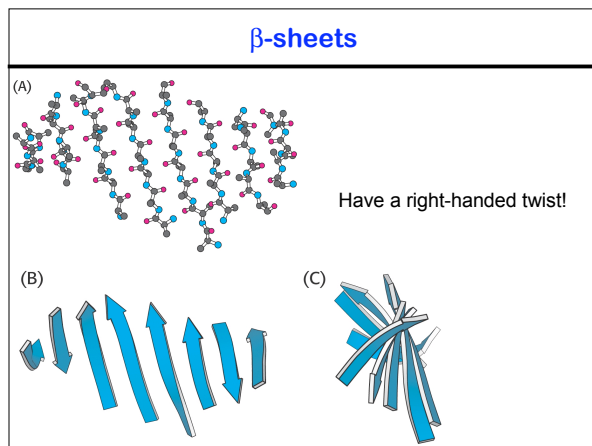 β-sheets
(A)
Have a right-handed twist!
(B)
(C)